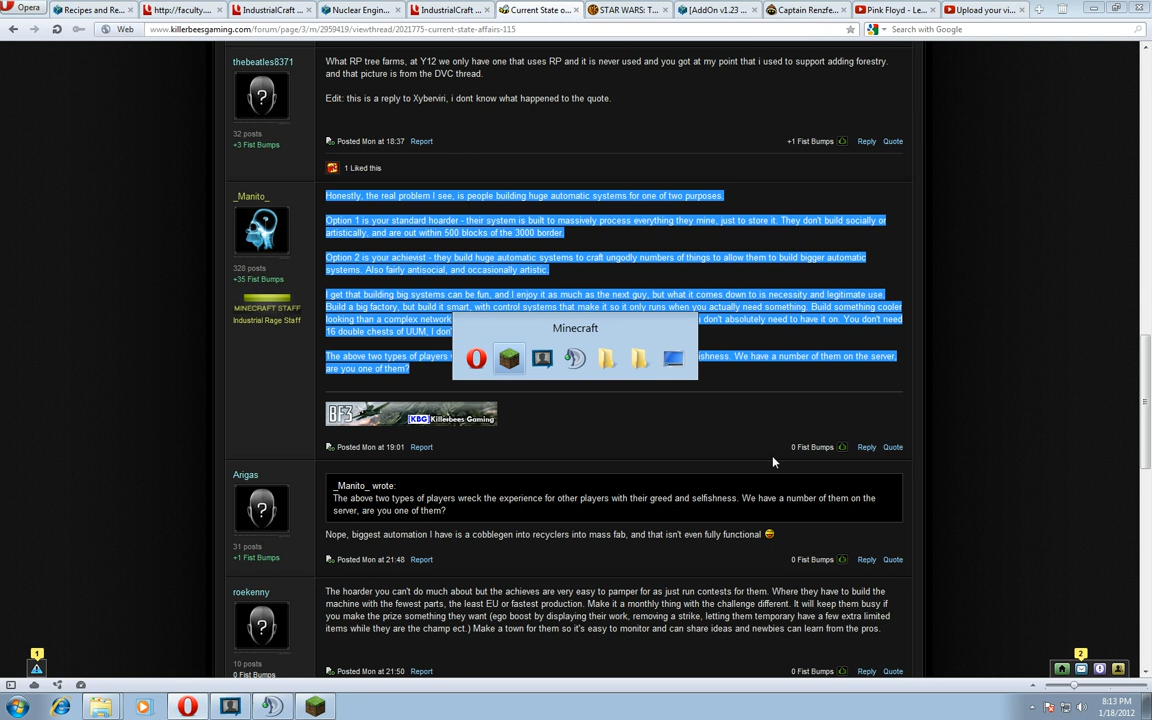 Opera
Recipes and Re...
http://faculty....
IndustrialCraft ...
Nuclear Engin...
IndustrialCraft ...
Current State o...
STAR WARS: T...
[AddOn v1.23 ...
Captain Renzfe...
Pink Floyd - Le...
Upload your vi...
Web
www.killerbeesgaming.com/forum/page/3/m/2959419/viewthread/2021775-current-state-affairs-115
Search with Google
thebeatles8371
32 posts
+3 Fist Bumps
What RP tree farms, at Y12 we only have one that uses RP and it is never used and you got at my point that i used to support adding forestry.
and that picture is from the DVC thread.
Edit: this is a reply to Xyberviri, i dont know what happened to the quote.
Posted Mon at 18:37 Report
+1 Fist Bumps Reply Quote
1 Liked this
_Manito_
328 posts
+35 Fist Bumps
MINECRAFT STAFF
Industrial Rage Staff
Honestly, the real problem I see, is people building huge automatic systems for one of two purposes.
Option 1 is your standard hoarder - their system is built to massively process everything they mine, just to store it. They don't build socially or
artistically, and are out within 500 blocks of the 3000 border.
Option 2 is your achievist - they build huge automatic systems to craft ungodly numbers of things to allow them to build bigger automatic
systems. Also fairly antisocial, and occasionally artistic.
I get that building big systems can be fun, and I enjoy it as much as the next guy, but what it comes down to is necessity and legitimate use.
Build a big factory, but build it smart, with control systems that make it so it only runs when you actually need something. Build something cooler
looking than a complex network don't absolutely need to have it on. You don't need
16 double chests of UUM, I don'
The above two types of players ishness. We have a number of them on the server,
are you one of them?
Minecraft
BF3 [KBG] Killerbees Gaming
Posted Mon at 19:01 Report
0 Fist Bumps Reply Quote
Arigas
31 posts
+1 Fist Bumps
_Manito_ wrote:
The above two types of players wreck the experience for other players with their greed and selfishness. We have a number of them on the
server, are you one of them?
Nope, biggest automation I have is a cobblegen into recyclers into mass fab, and that isn't even fully functional
Posted Mon at 21:48 Report
0 Fist Bumps Reply Quote
roekenny
10 posts
0 Fist Bumps
The hoarder you can't do much about but the achieves are very easy to pamper for as just run contests for them. Where they have to build the
machine with the fewest parts, the least EU or fastest production. Make it a monthly thing with the challenge different. It will keep them busy if
you make the prize something they want (ego boost by displaying their work, removing a strike, letting them temporary have a few extra limited
items while they are the champ ect.) Make a town for them so it's easy to monitor and can share ideas and newbies can learn from the pros.
Posted Mon at 21:50 Report
0 Fist Bumps Reply Quote
1
2
8:13 PM
1/18/2012